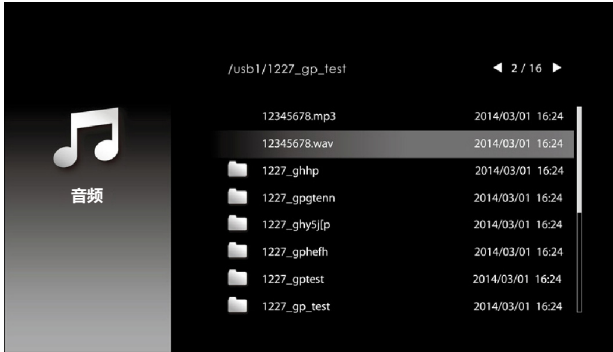 /usb1/1227_gp_test ◀ 2/16 ▶
12345678.mp3 2014/03/01 16:24
12345678.wav 2014/03/01 16:24
1227_ghhp 2014/03/01 16:24
1227_gpgtenn 2014/03/01 16:24
音频
1227_ghy5j[p 2014/03/01 16:24
1227_gphefh 2014/03/01 16:24
1227_gptest 2014/03/01 16:24
1227_gp_test 2014/03/01 16:24